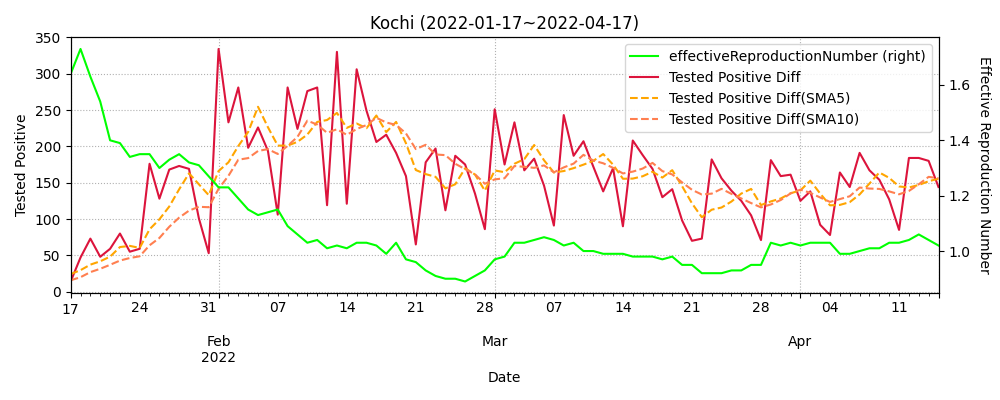 Kochi (2022-01-17~2022-04-17)
effectiveReproductionNumber (right)
Tested Positive Diff
Tested Positive Diff(SMA5)
Tested Positive Diff(SMA10)
Tested Positive
350
300
250
200
150
100
50
0
Effective Reproduction Number
1.6
1.4
1.2
1.0
17 24 31 07 14 21 28 07 14 21 28 04 11
Feb Mar Apr
2022
Date